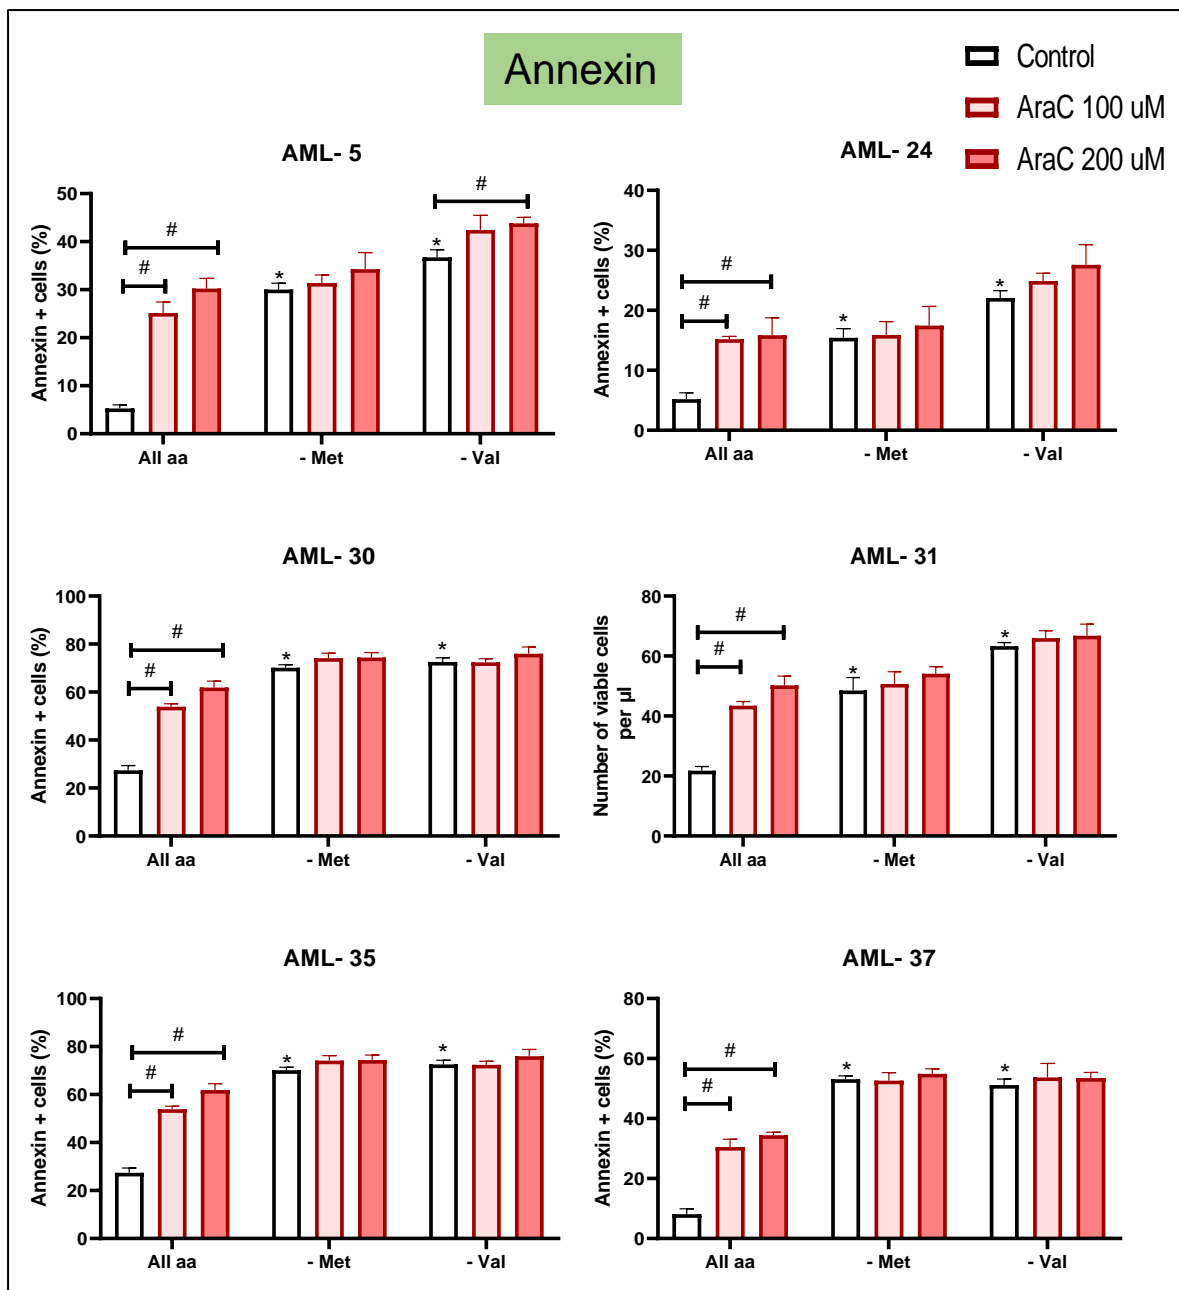 Annexin
Control
AraC 100 uM
AraC 200 uM
AML- 5
Annexin + cells (%)
50
40
30
20
10
0
#
#
*
*
#
All aa
- Met
- Val
AML- 24
Annexin + cells (%)
40
30
20
10
0
#
#
*
*
All aa
- Met
- Val
AML- 30
Annexin + cells (%)
100
80
60
40
20
0
#
#
*
*
All aa
- Met
- Val
AML- 31
Number of viable cells
per µl
80
60
40
20
0
#
#
*
*
All aa
- Met
- Val
AML- 35
Annexin + cells (%)
100
80
60
40
20
0
#
#
*
*
All aa
- Met
- Val
AML- 37
Annexin + cells (%)
80
60
40
20
0
#
#
*
*
All aa
- Met
- Val